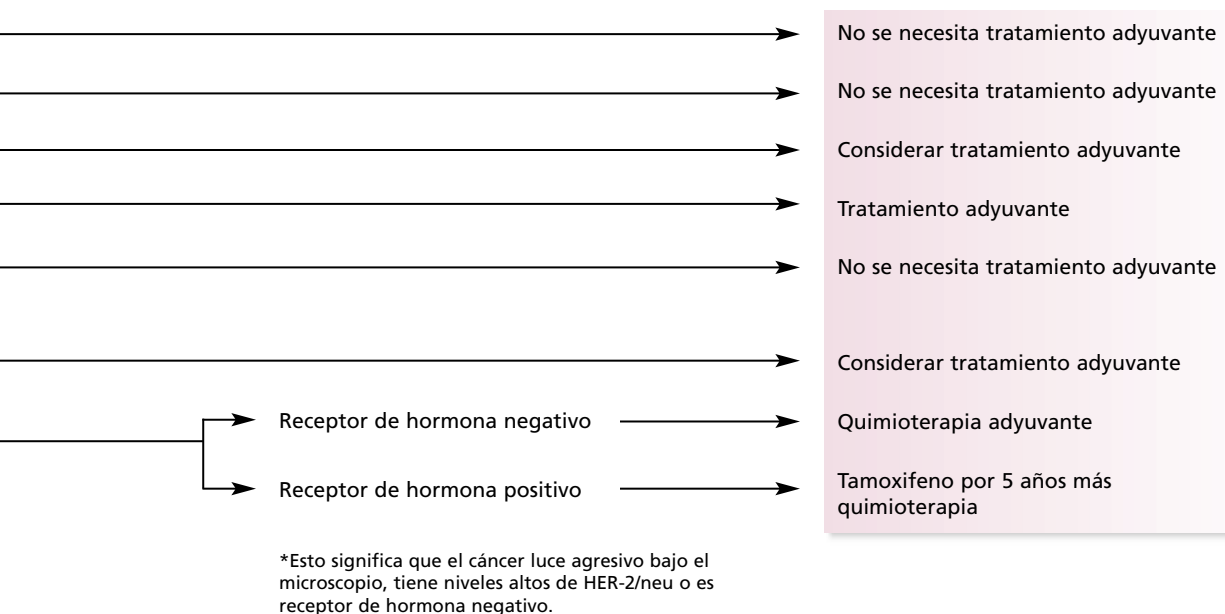 No se necesita tratamiento adyuvante
No se necesita tratamiento adyuvante
Considerar tratamiento adyuvante
Tratamiento adyuvante
No se necesita tratamiento adyuvante
Considerar tratamiento adyuvante
Receptor de hormona negativo
Quimioterapia adyuvante
Receptor de hormona positivo
Tamoxifeno por 5 años más
quimioterapia
*Esto significa que el cáncer luce agresivo bajo el
microscopio, tiene niveles altos de HER-2/neu o es
receptor de hormona negativo.